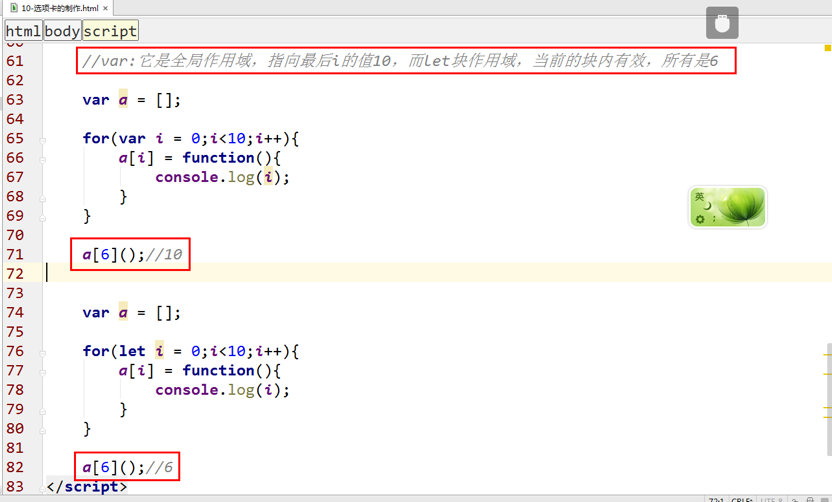 10-选项卡的制作.html ×
html body script
60
61 //var:它是全局作用域，指向最后i的值10，而let块作用域，当前的块内有效，所有是6
62
63 var a = [];
64
65 for(var i = 0;i<10;i++){
66 a[i] = function(){
67 console.log(i);
68 }
69 }
70
71 a[6]();//10
72
73
74 var a = [];
75
76 for(let i = 0;i<10;i++){
77 a[i] = function(){
78 console.log(i);
79 }
80 }
81
82 a[6]();//6
83 </script>
英
72:1 CRLF: UTF-8